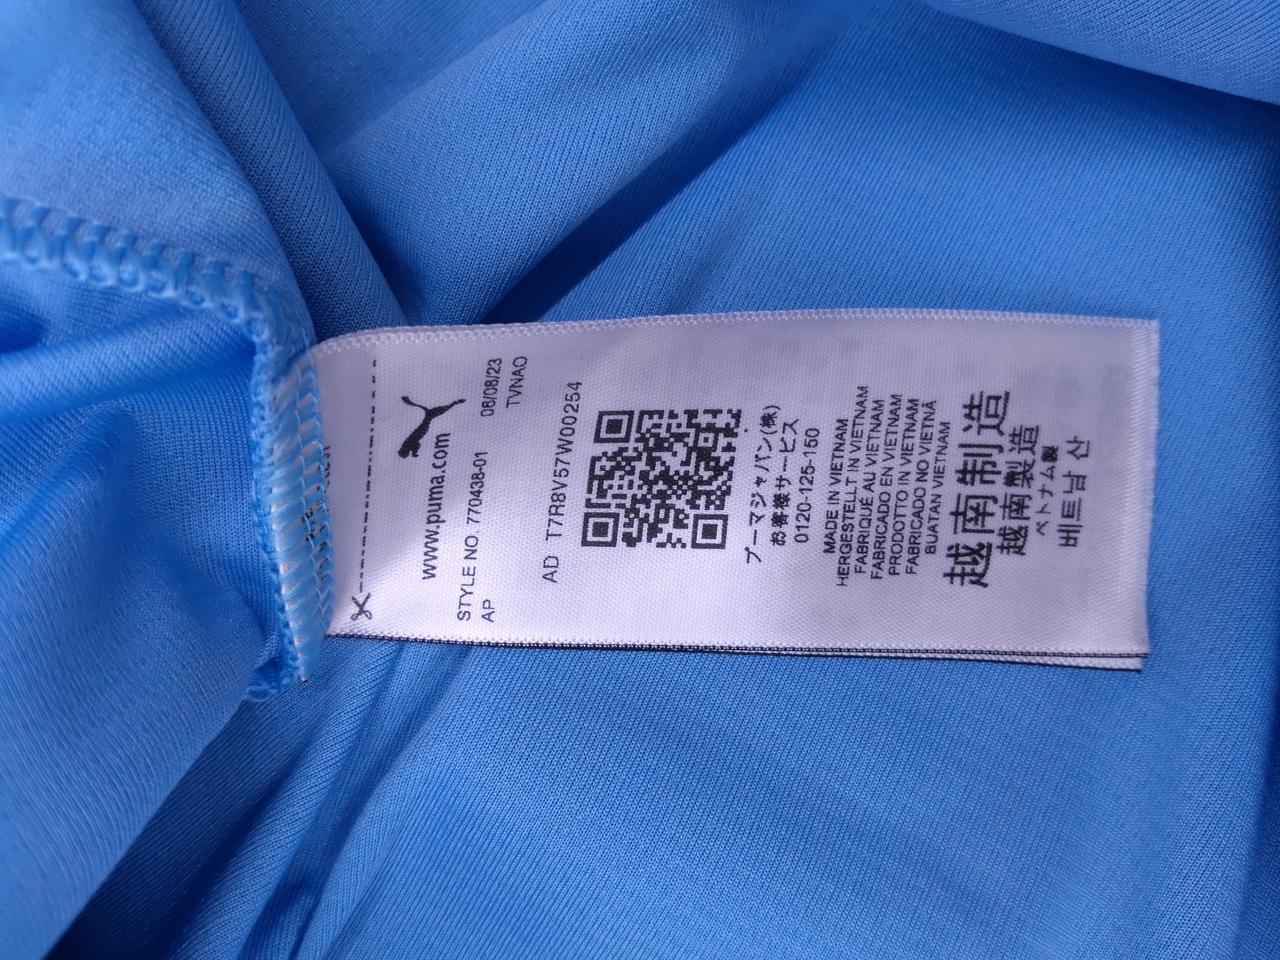 www.puma.com
STYLE NO. 770438-01 08/08/23
AP TVNAO
AD T7R8V57W00254
プーマジャパン(株)
お客様サービス
0120-125-150
MADE IN VIETNAM
HERGESTELLT IN VIETNAM
FABRIQUÉ AU VIETNAM
FABRICADO EN VIETNAM
PRODOTTO IN VIETNAM
FABRICADO NO VIETNÃ
BUATAN VIETNAM
越南制造
越南製造
ベトナム製
베트남 산